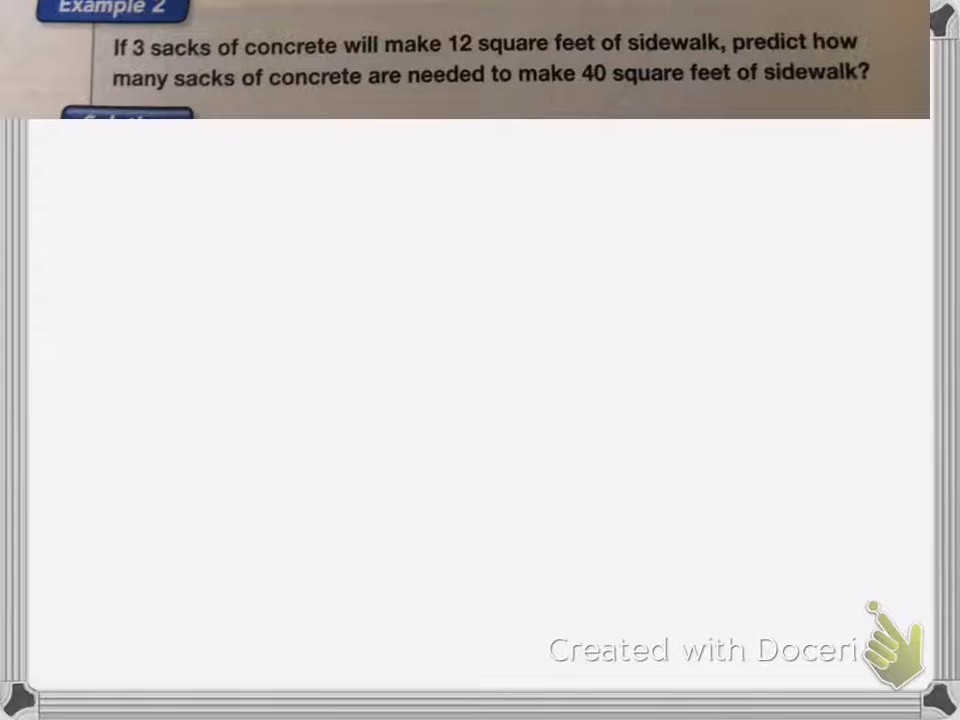 Example 2
If 3 sacks of concrete will make 12 square feet of sidewalk, predict how
many sacks of concrete are needed to make 40 square feet of sidewalk?
Created with Doceri